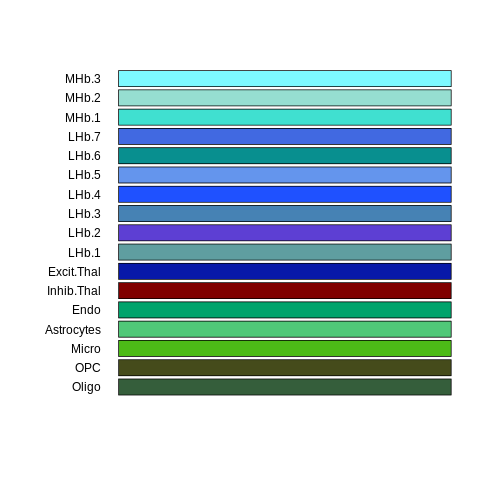 MHb.3
MHb.2
MHb.1
LHb.7
LHb.6
LHb.5
LHb.4
LHb.3
LHb.2
LHb.1
Excit.Thal
Inhib.Thal
Endo
Astrocytes
Micro
OPC
Oligo